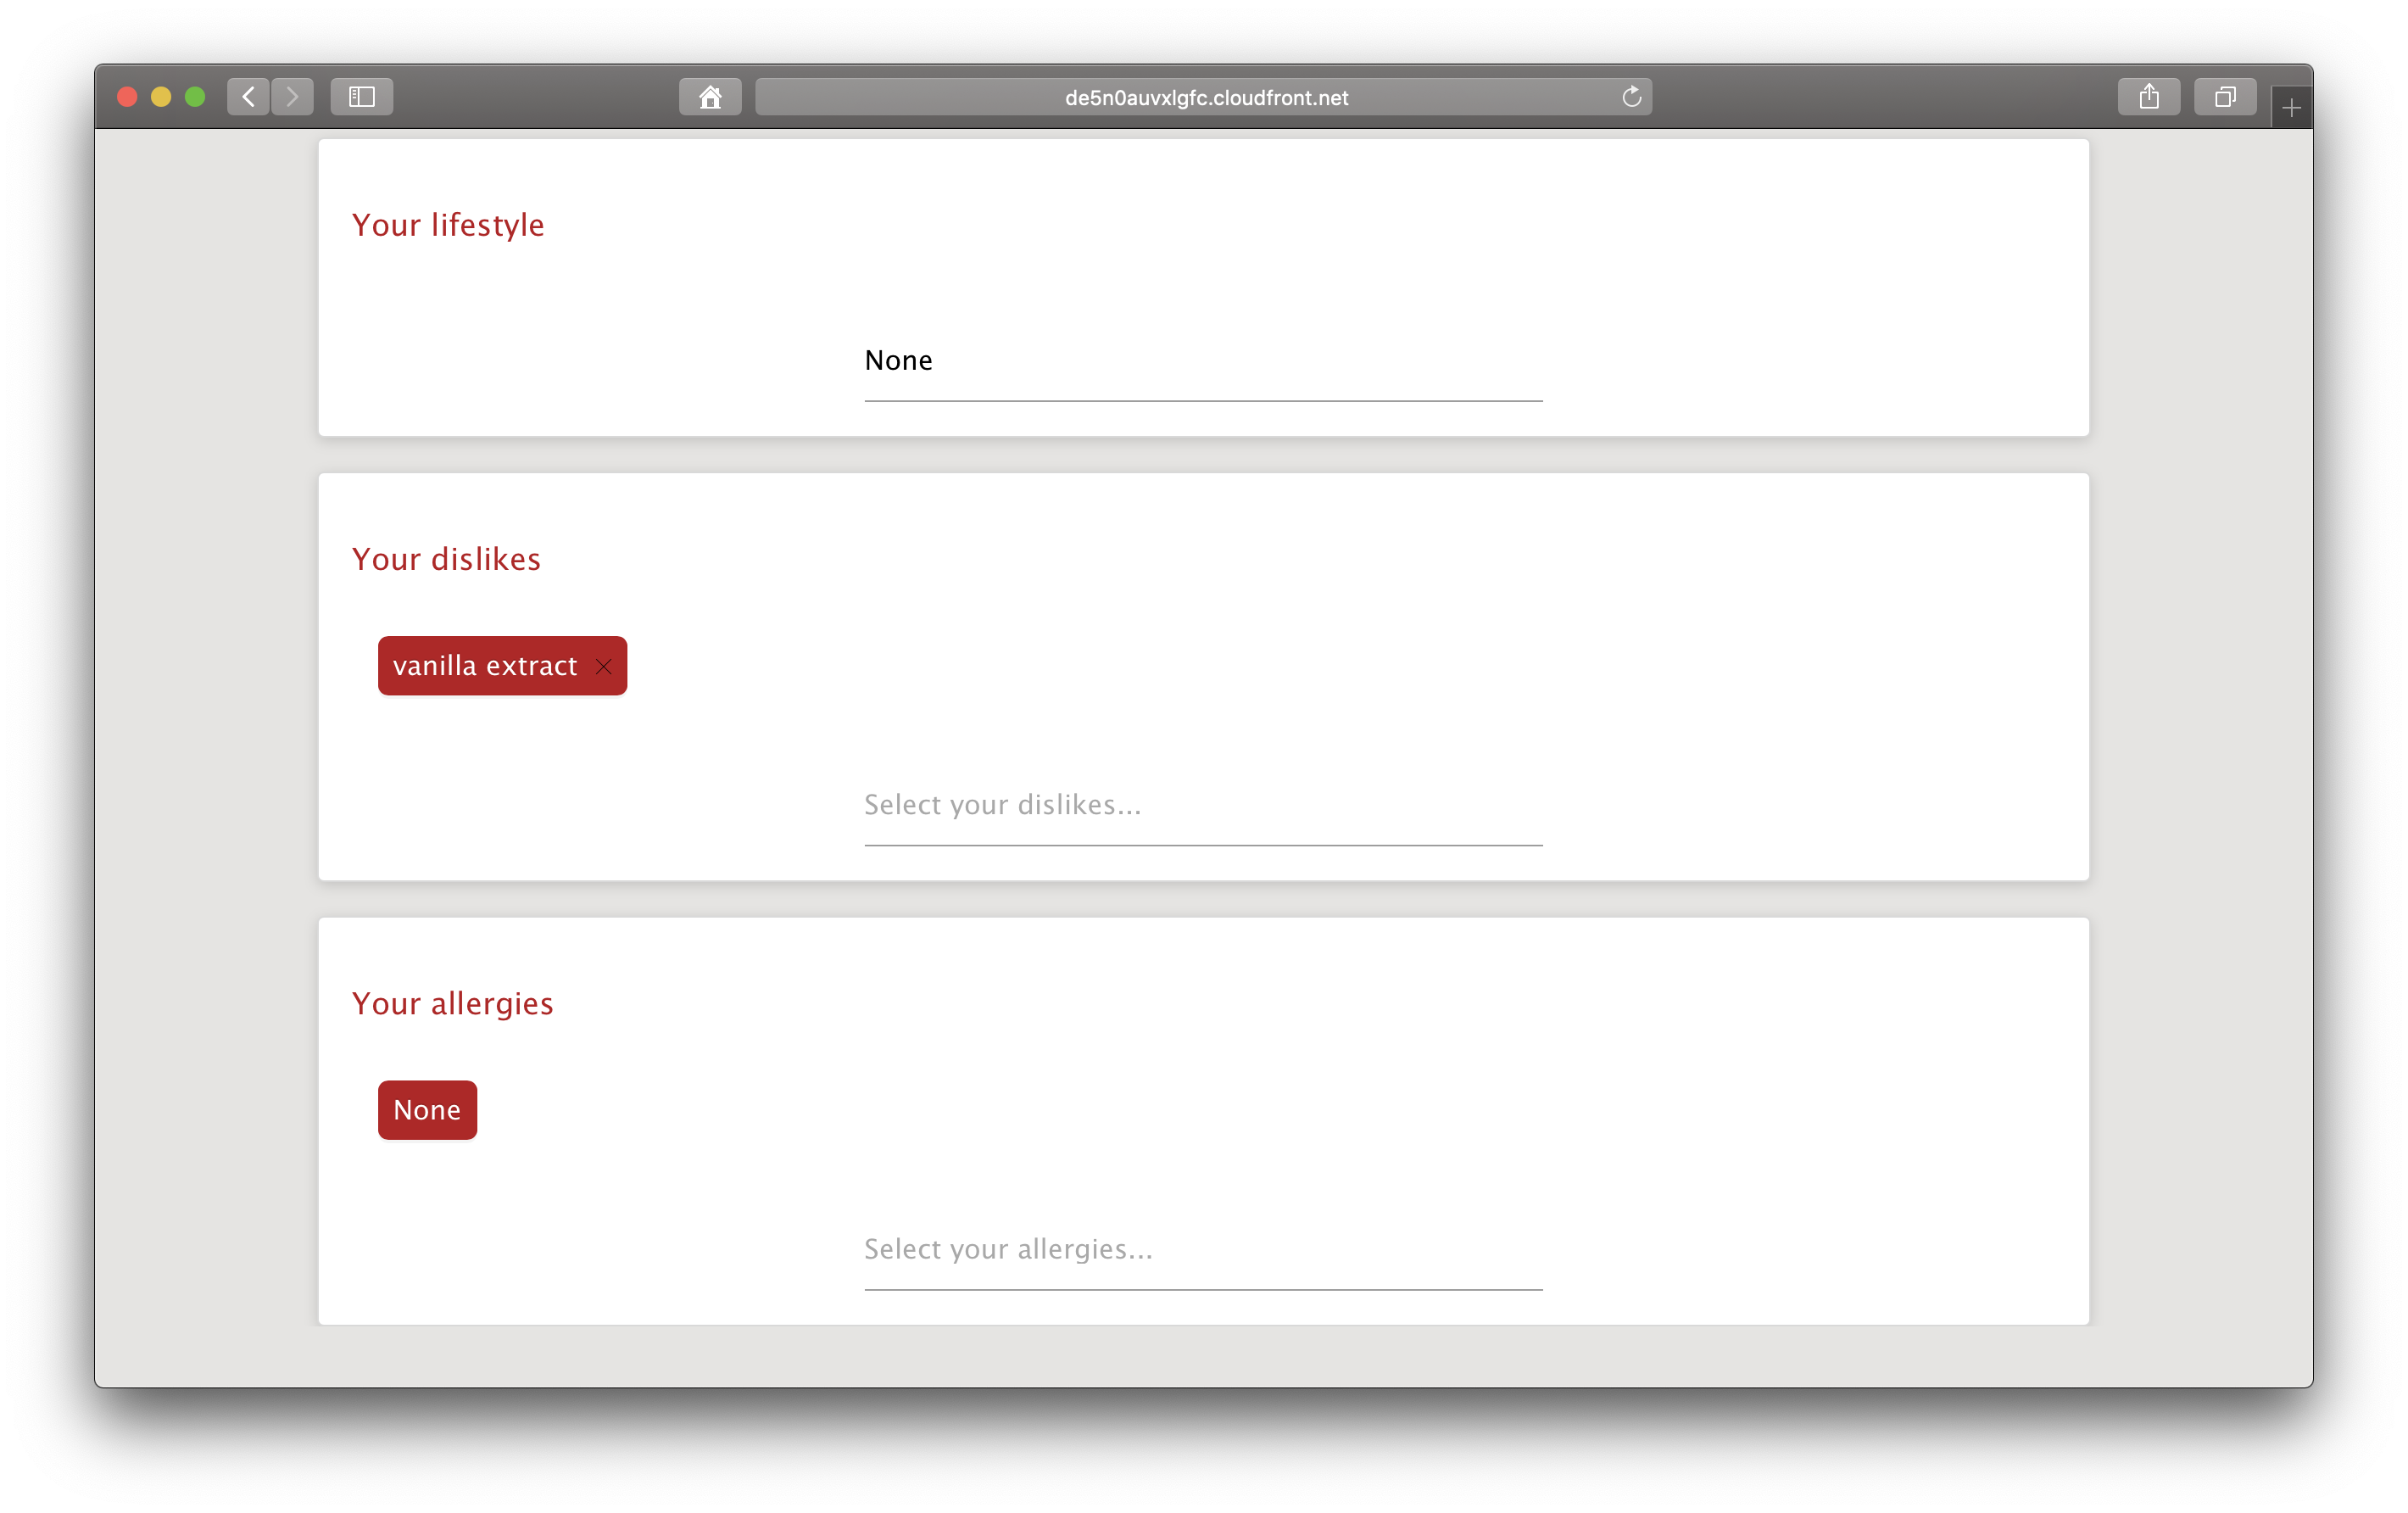 de5n0auvxlgfc.cloudfront.net
Your lifestyle
None
Your dislikes
vanilla extract
Select your dislikes...
Your allergies
None
Select your allergies...